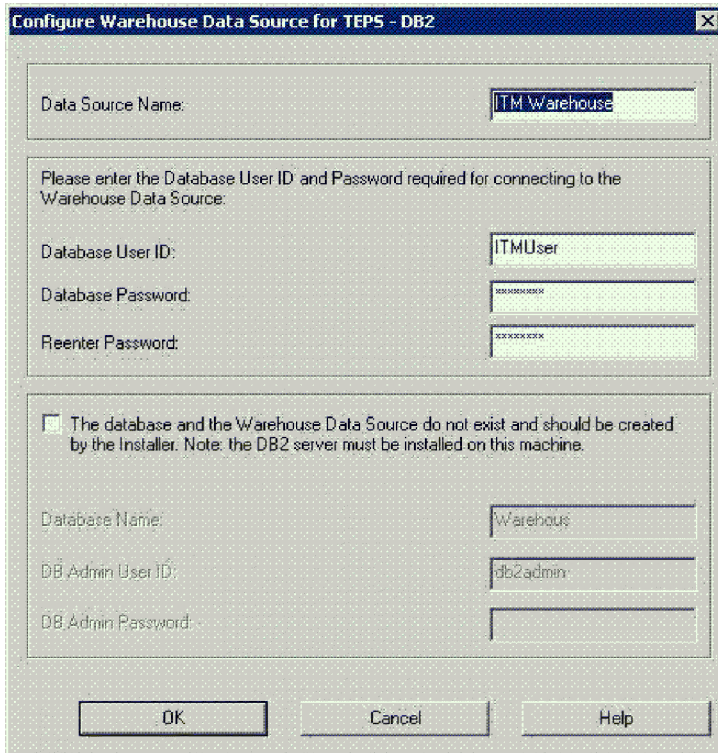 Configure Warehouse Data Source for TEPS - DB2
Data Source Name:
ITM Warehouse
Please enter the Database User ID and Password required for connecting to the
Warehouse Data Source:
Database User ID:
ITMUser
Database Password:
********
Reenter Password:
********
The database and the Warehouse Data Source do not exist and should be created
by the Installer. Note: the DB2 server must be installed on this machine.
Database Name:
Warehous
DB Admin User ID:
db2admin
DB Admin Password:
OK
Cancel
Help